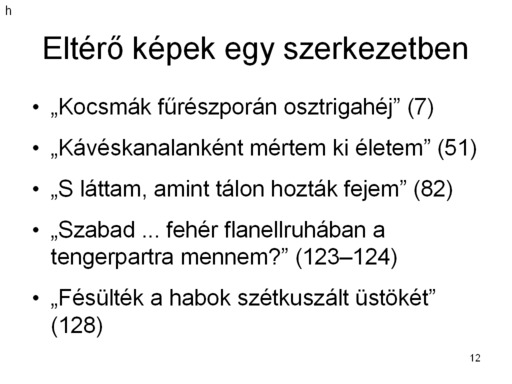 h
Eltérő képek egy szerkezetben
• „Kocsmák fűrészporán osztrigahéj” (7)
• „Kávéskanalanként mértem ki életem” (51)
• „S láttam, amint tálon hozták fejem” (82)
• „Szabad ... fehér flanellruhában a
tengerpartra mennem?” (123–124)
• „Fésülték a habok szétkuszált üstökét”
(128)
12